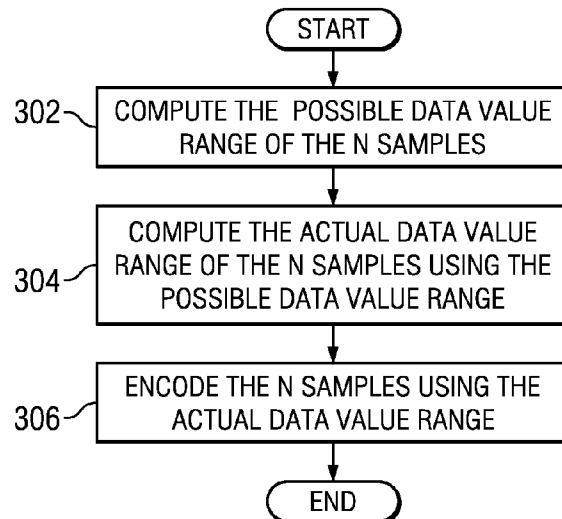 START
302
COMPUTE THE POSSIBLE DATA VALUE
RANGE OF THE N SAMPLES
304
COMPUTE THE ACTUAL DATA VALUE
RANGE OF THE N SAMPLES USING THE
POSSIBLE DATA VALUE RANGE
306
ENCODE THE N SAMPLES USING THE
ACTUAL DATA VALUE RANGE
END